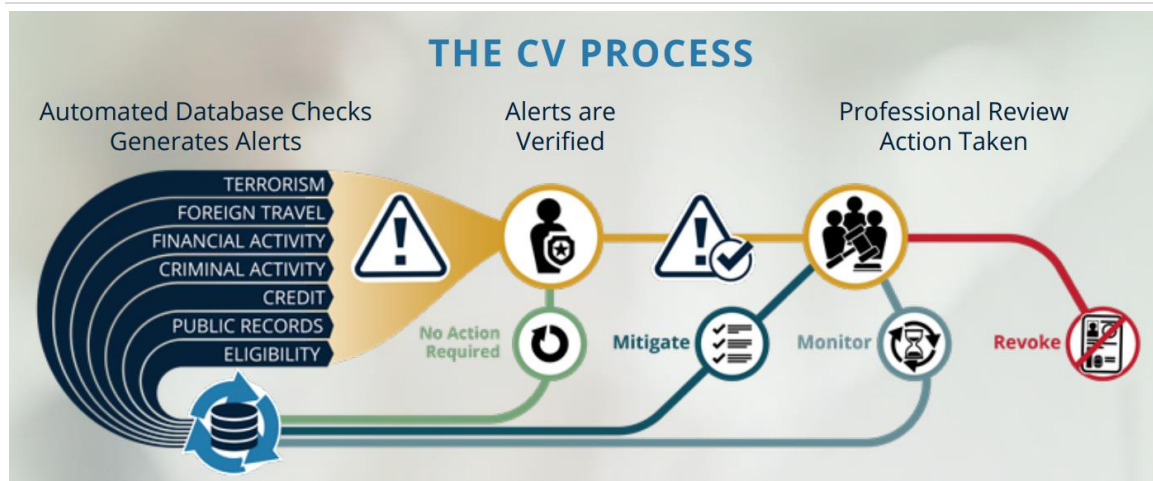 THE CV PROCESS
Automated Database Checks
Generates Alerts
Alerts are
Verified
Professional Review
Action Taken
TERRORISM
FOREIGN TRAVEL
FINANCIAL ACTIVITY
CRIMINAL ACTIVITY
CREDIT
PUBLIC RECORDS
ELIGIBILITY
No Action
Required
Mitigate
Monitor
Revoke